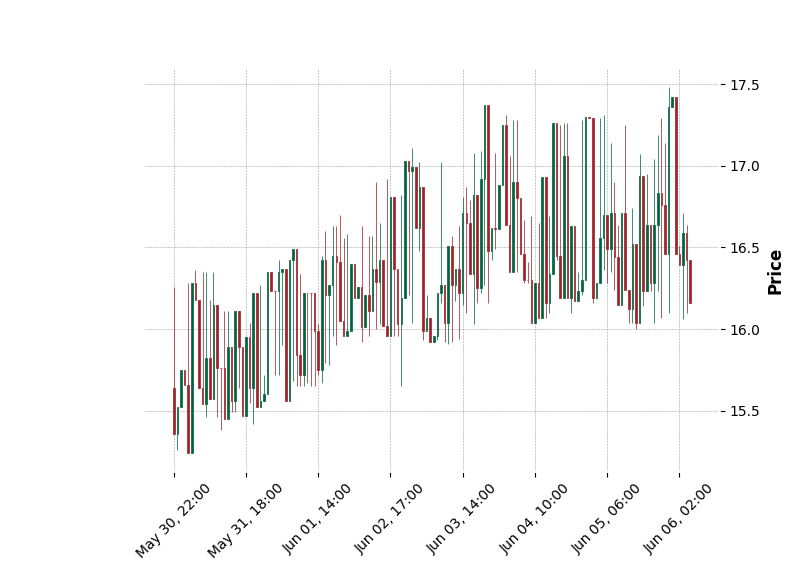 17.5
17.0
16.5
16.0
15.5
Price
May 30, 22:00
May 31, 18:00
Jun 01, 14:00
Jun 02, 17:00
Jun 03, 14:00
Jun 04, 10:00
Jun 05, 06:00
Jun 06, 02:00